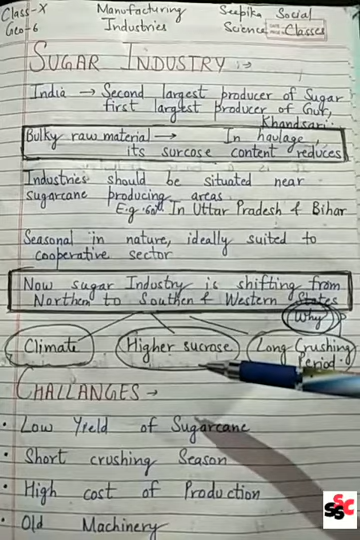 Class-X Manufacturing Seepika Social
Geo-6 Industries Science Classes
SUGAR INDUSTRY :→
India → Second largest producer of Sugar
first largest producer of Gur,
Khandsari.
Bulky raw material → In haulage,
its surcose content reduces
Industries should be situated near
sugarcane producing areas.
E.g. 60% In Uttar Pradesh & Bihar
Seasonal in nature, ideally suited to
cooperative sector
Now sugar Industry is shifting from
Northern to Southern & Western States
Why
Climate Higher sucrose Long Crushing
Period
CHALLANGES →
• Low Yield of Sugarcane
• Short crushing Season
• High cost of Production
• Old Machinery
SSC